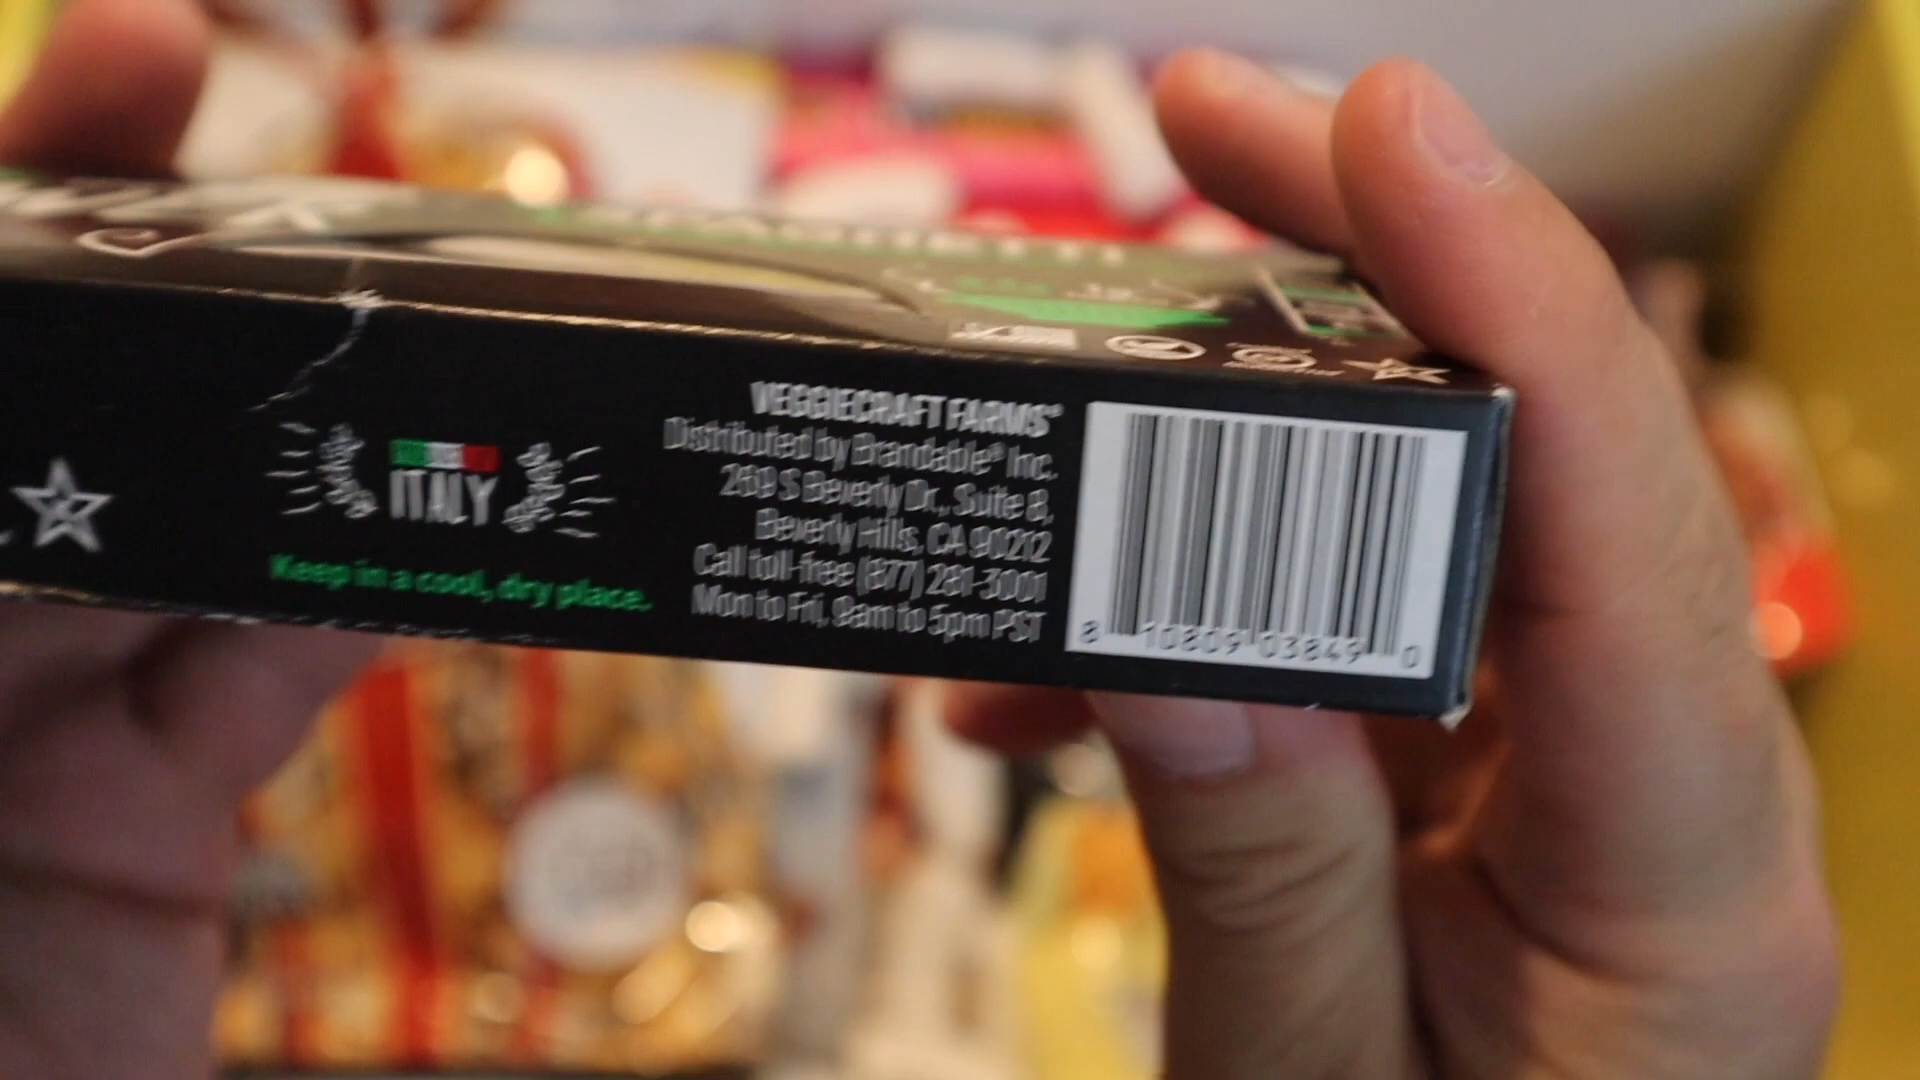 SPAGHETTI
ITALY
Keep in a cool, dry place.
VEGGIECRAFT FARMS®
Distributed by Brandable® Inc.
269 S Beverly Dr., Suite 8,
Beverly Hills, CA 90212
Call toll-free (877) 281-3001
Mon to Fri, 9am to 5pm PST
8 10809 03849 0